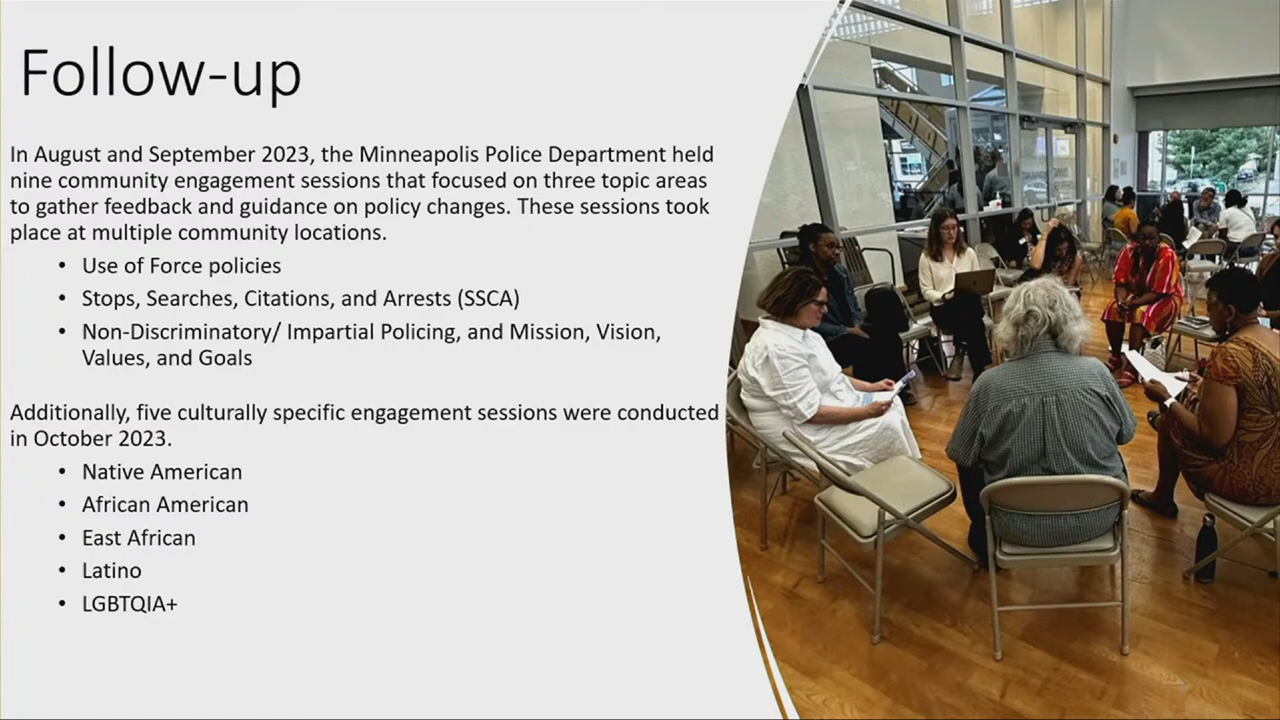 Follow-up
In August and September 2023, the Minneapolis Police Department held
nine community engagement sessions that focused on three topic areas
to gather feedback and guidance on policy changes. These sessions took
place at multiple community locations.
• Use of Force policies
• Stops, Searches, Citations, and Arrests (SSCA)
• Non-Discriminatory/ Impartial Policing, and Mission, Vision,
Values, and Goals
Additionally, five culturally specific engagement sessions were conducted
in October 2023.
• Native American
• African American
• East African
• Latino
• LGBTQIA+